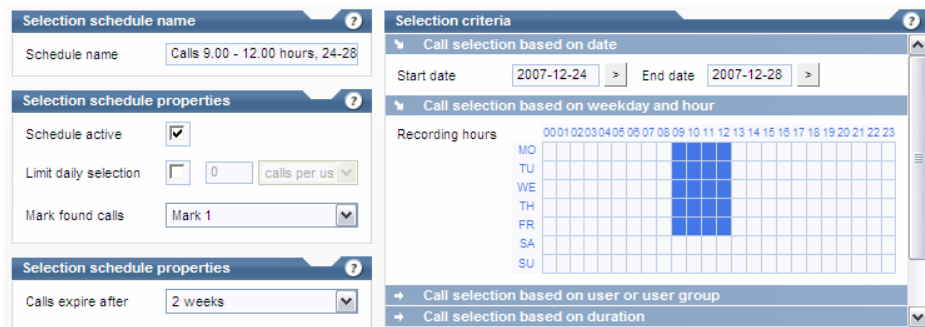 Selection schedule name ?
Schedule name Calls 9.00 - 12.00 hours, 24-28
Selection schedule properties ?
Schedule active
Limit daily selection 0 calls per us
Mark found calls Mark 1
Selection schedule properties ?
Calls expire after 2 weeks
Selection criteria ?
Call selection based on date
Start date 2007-12-24 > End date 2007-12-28 >
Call selection based on weekday and hour
Recording hours 00 01 02 03 04 05 06 07 08 09 10 11 12 13 14 15 16 17 18 19 20 21 22 23
MO
TU
WE
TH
FR
SA
SU
Call selection based on user or user group
Call selection based on duration